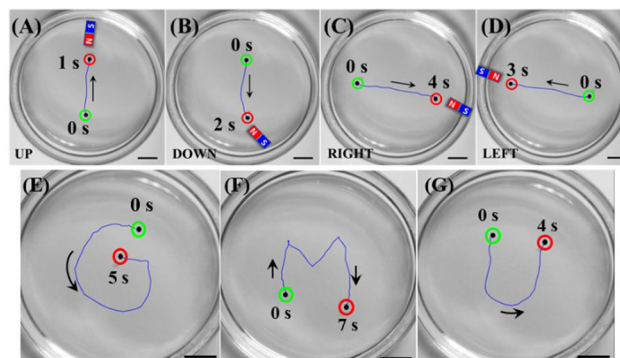 (A)
1 s
0 s
UP
S
N
(B)
0 s
2 s
DOWN
N
S
(C)
0 s
4 s
RIGHT
N
S
(D)
3 s
0 s
LEFT
S
N
(E)
0 s
5 s
(F)
0 s
7 s
(G)
0 s
4 s